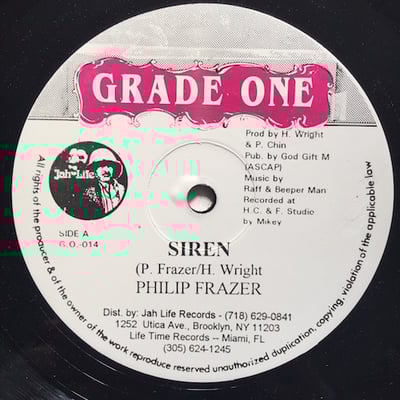 GRADE ONE
Prod by H. Wright
& P. Chin
Pub. by God Gift M
(ASCAP)
Music by
Raff & Beeper Man
Recorded at
H.C. & F. Studio
by Mikey
Jah Life
SIDE A
G.O.-014
SIREN
(P. Frazer/H. Wright
PHILIP FRAZER
Dist. by: Jah Life Records - (718) 629-0841
1252 Utica Ave., Brooklyn, NY 11203
Life Time Records -- Miami, FL
(305) 624-1245
All rights of the producer & of the owner of the work reproduced reserved unauthorized duplication, copying, violation of the applicable law